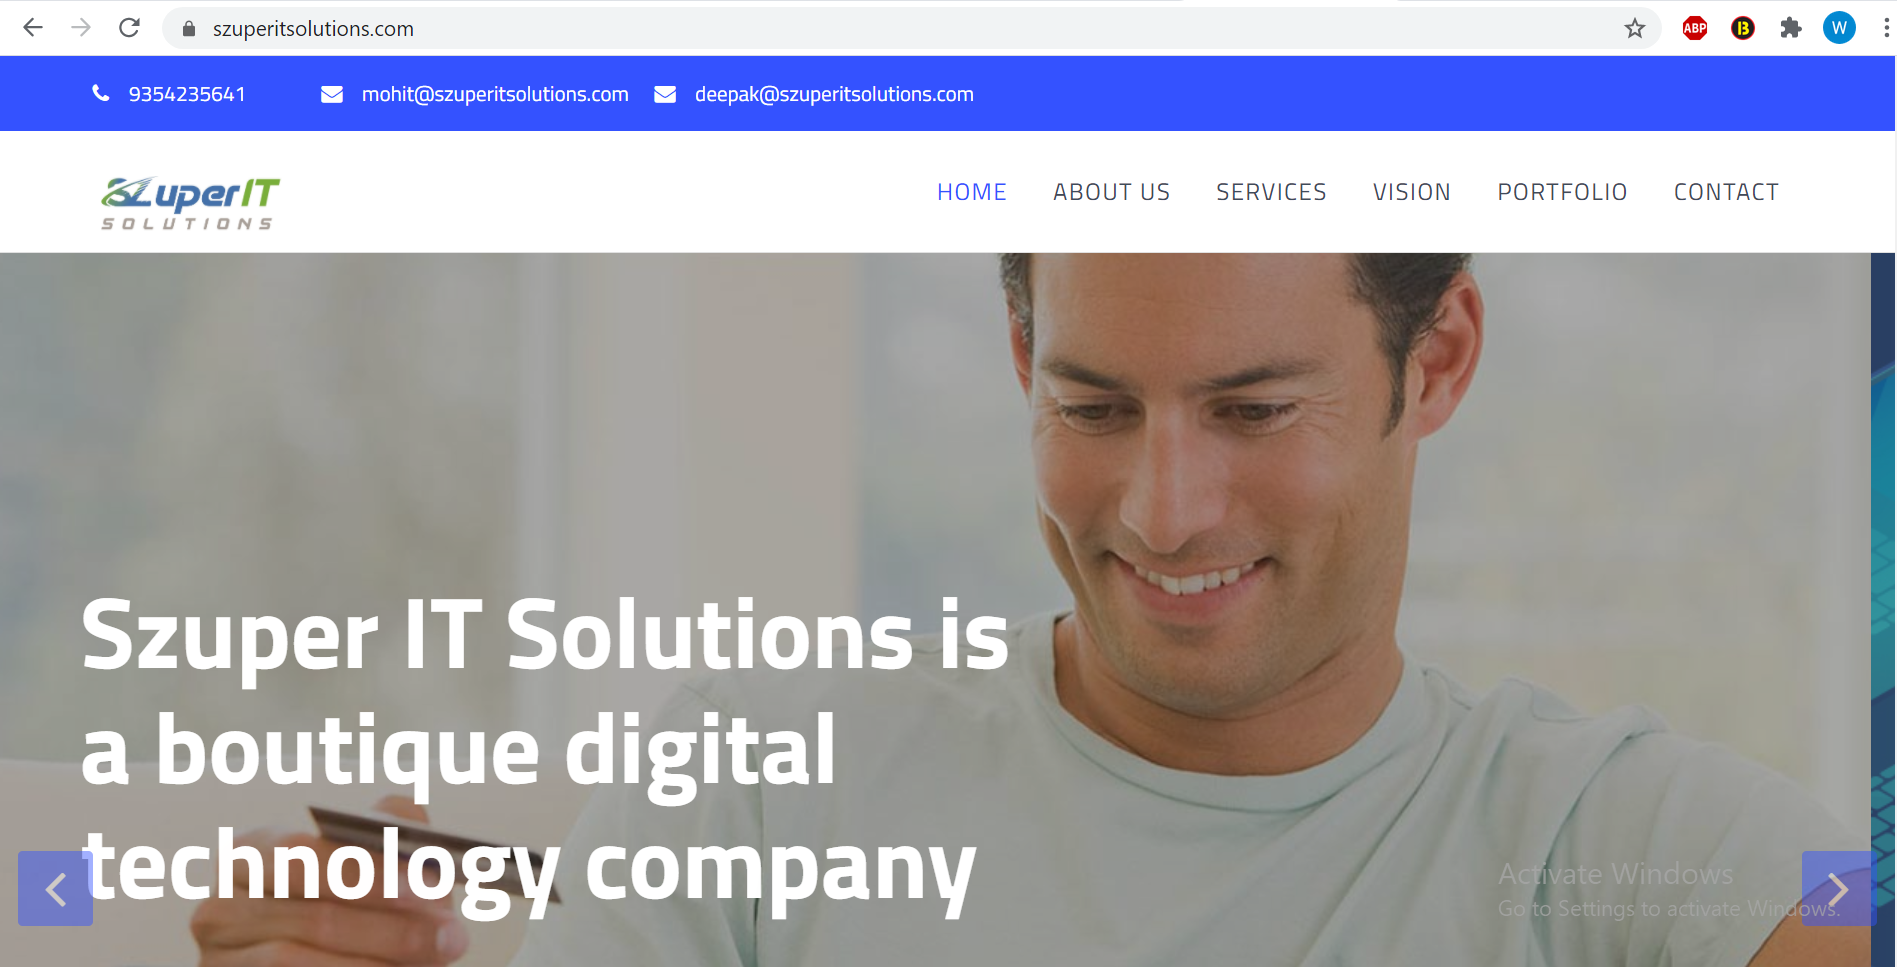 szuperitsolutions.com
ABP
B
W
9354235641 mohit@szuperitsolutions.com deepak@szuperitsolutions.com
SZuperIT
SOLUTIONS
HOME ABOUT US SERVICES VISION PORTFOLIO CONTACT
Szuper IT Solutions is
a boutique digital
technology company
Activate Windows
Go to Settings to activate Windows.